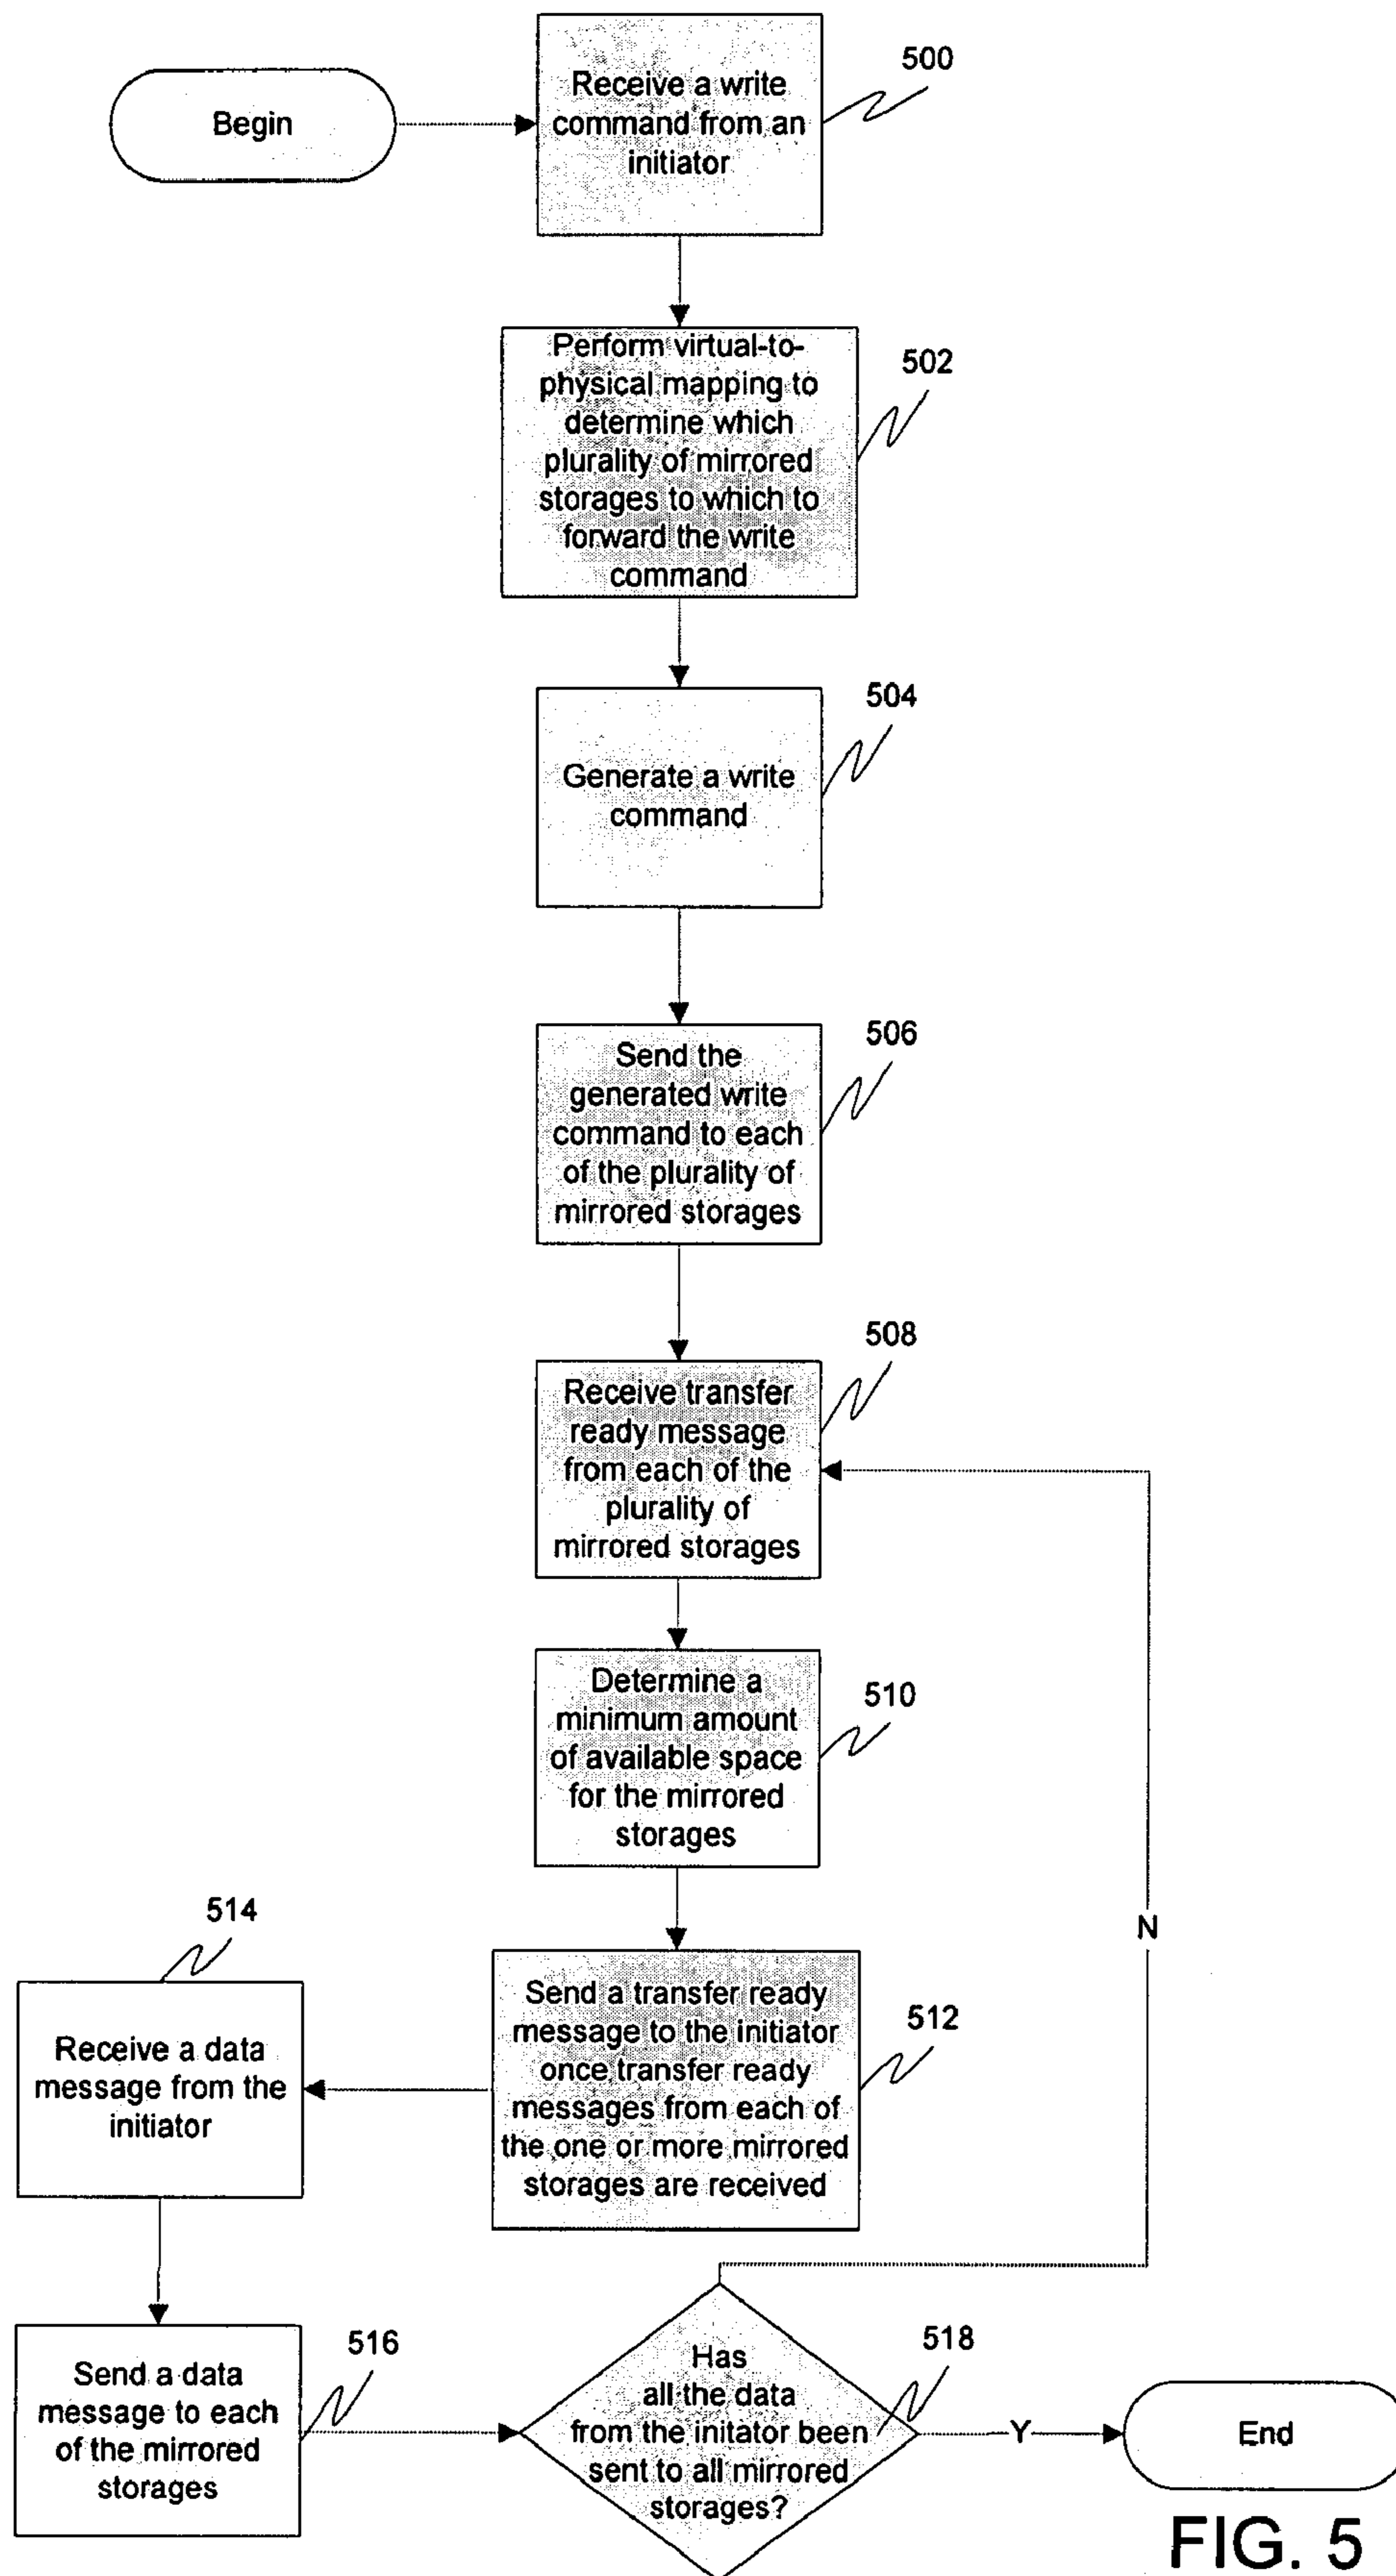 Begin
Receive a write
command from an
initiator
500
Perform virtual-to-
physical mapping to
determine which
plurality of mirrored
storages to which to
forward the write
command
502
Generate a write
command
504
Send the
generated write
command to each
of the plurality of
mirrored storages
506
Receive transfer
ready message
from each of the
plurality of
mirrored storages
508
Determine a
minimum amount
of available space
for the mirrored
storages
510
Send a transfer ready
message to the initiator
once transfer ready
messages from each of
the one or more mirrored
storages are received
512
N
514
Receive a data
message from the
initiator
Send a data
message to each
of the mirrored
storages
516
Has
all the data
from the initator been
sent to all mirrored
storages?
518
Y
End
FIG. 5